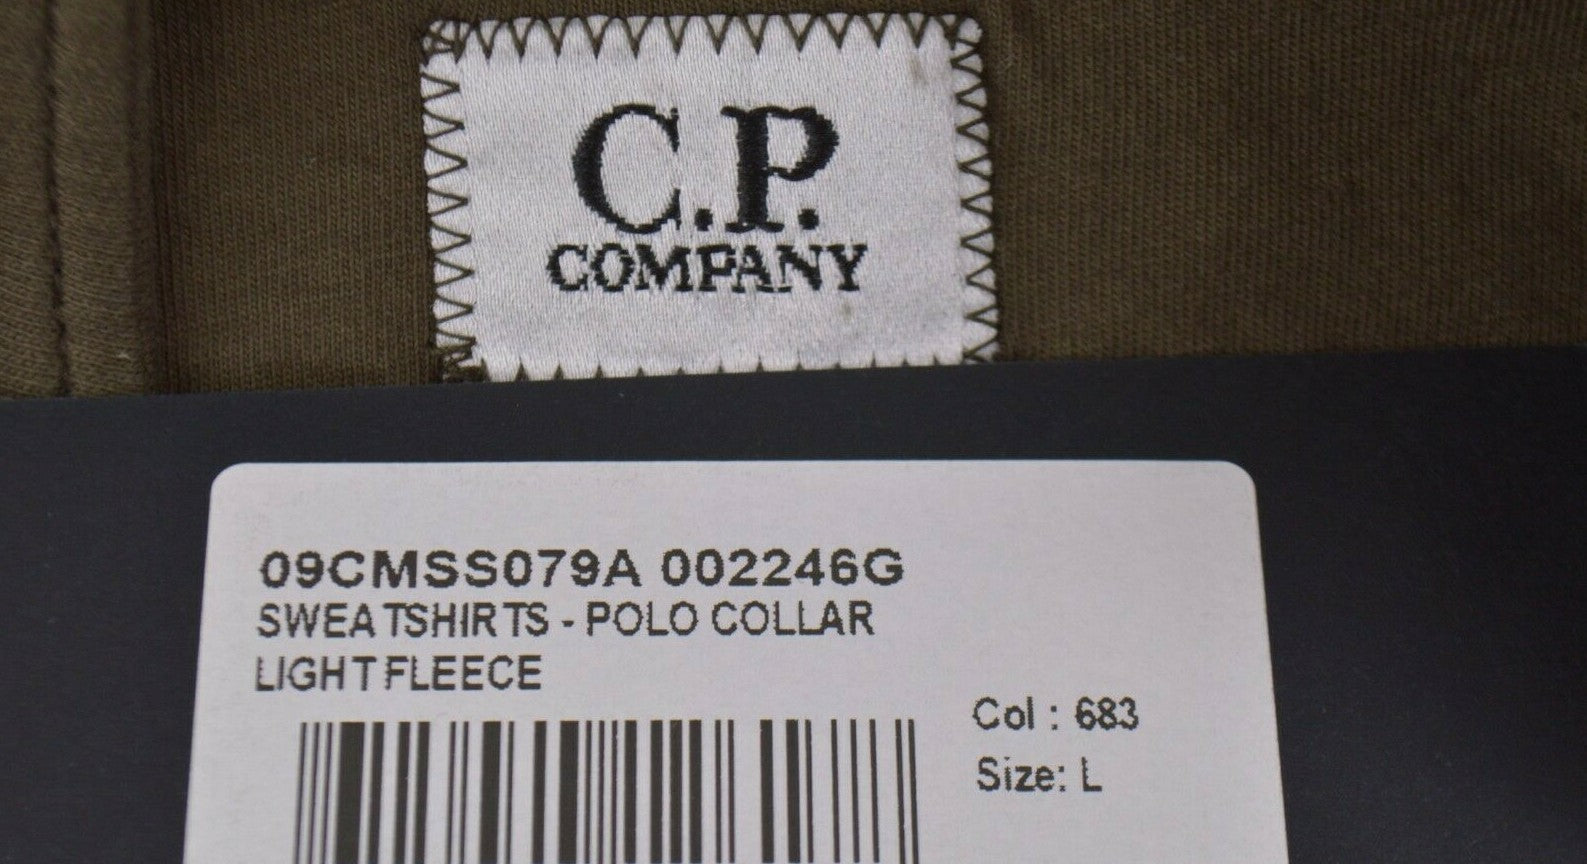 C.P.
COMPANY
09CMSS079A 002246G
SWEATSHIRTS - POLO COLLAR
LIGHT FLEECE
Col : 683
Size: L